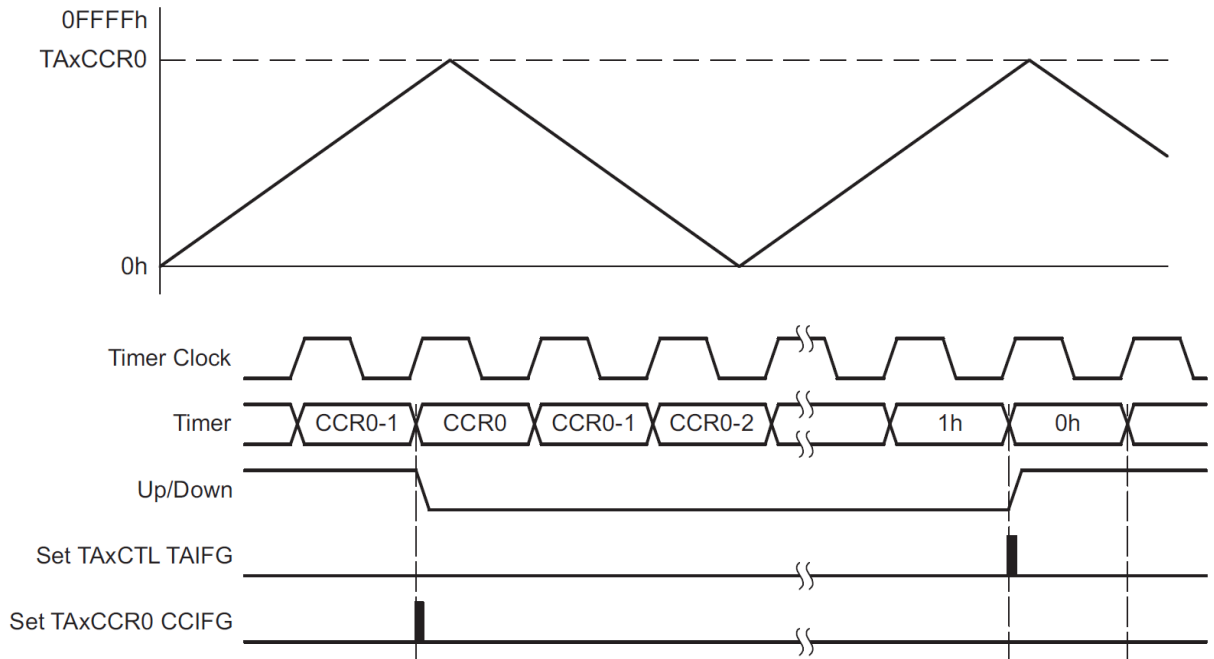 0FFFFh
TAxCCR0
0h
Timer Clock
Timer CCR0-1 CCR0 CCR0-1 CCR0-2 1h 0h
Up/Down
Set TAxCTL TAIFG
Set TAxCCR0 CCIFG